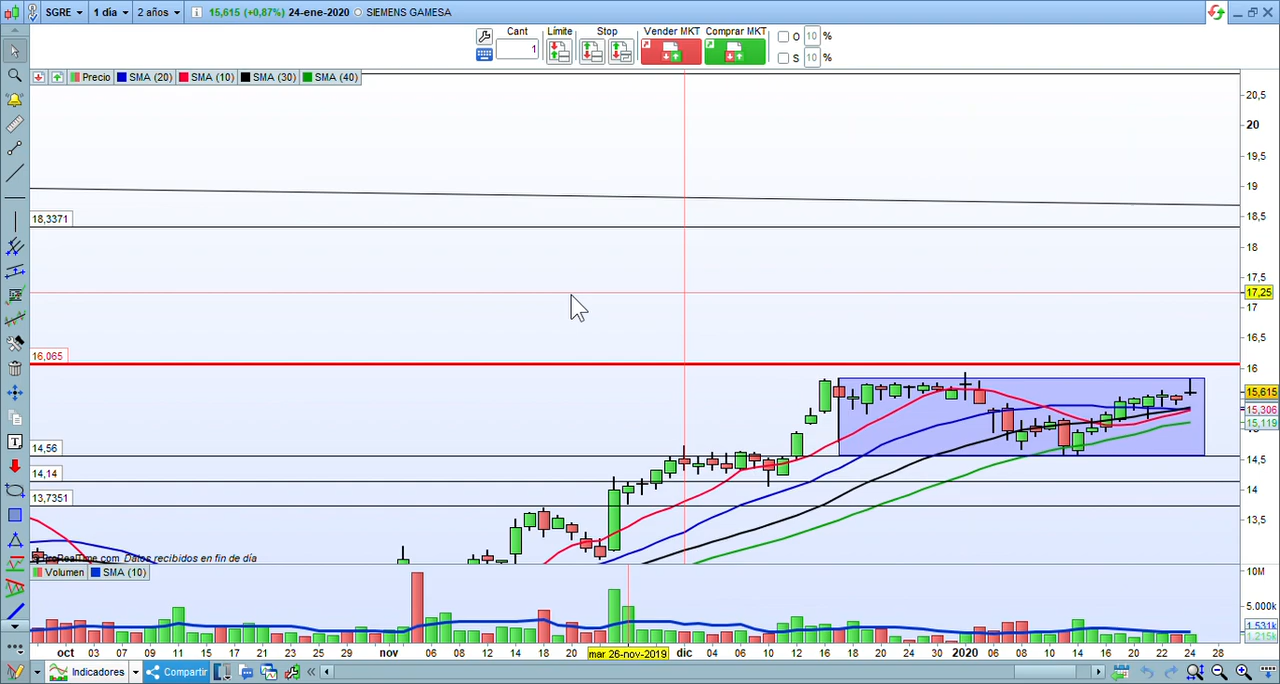 SGRE 1 día 2 años 15,615 (+0,87%) 24-ene-2020 SIEMENS GAMESA
Cant Límite Stop Vender MKT Comprar MKT O 10 %
1 S 10 %
Precio SMA (20) SMA (10) SMA (30) SMA (40)
20,5
20
19,5
19
18,3371 18,5
18
17,5
17,25
17
16,5
16,065
16
15,615
15,306
15,119
14,56
14,5
14,14
14
13,7351
13,5
ProRealTime.com Datos recibidos en fin de día
Volumen SMA (10) 10M
5.000k
1.531k
1.215k
oct 03 07 09 11 15 17 21 23 25 29 nov 06 08 12 14 18 20 mar 26-nov-2019 dic 04 06 10 12 16 18 20 26 30 2020 06 08 10 14 16 20 22 24 28
Indicadores Compartir